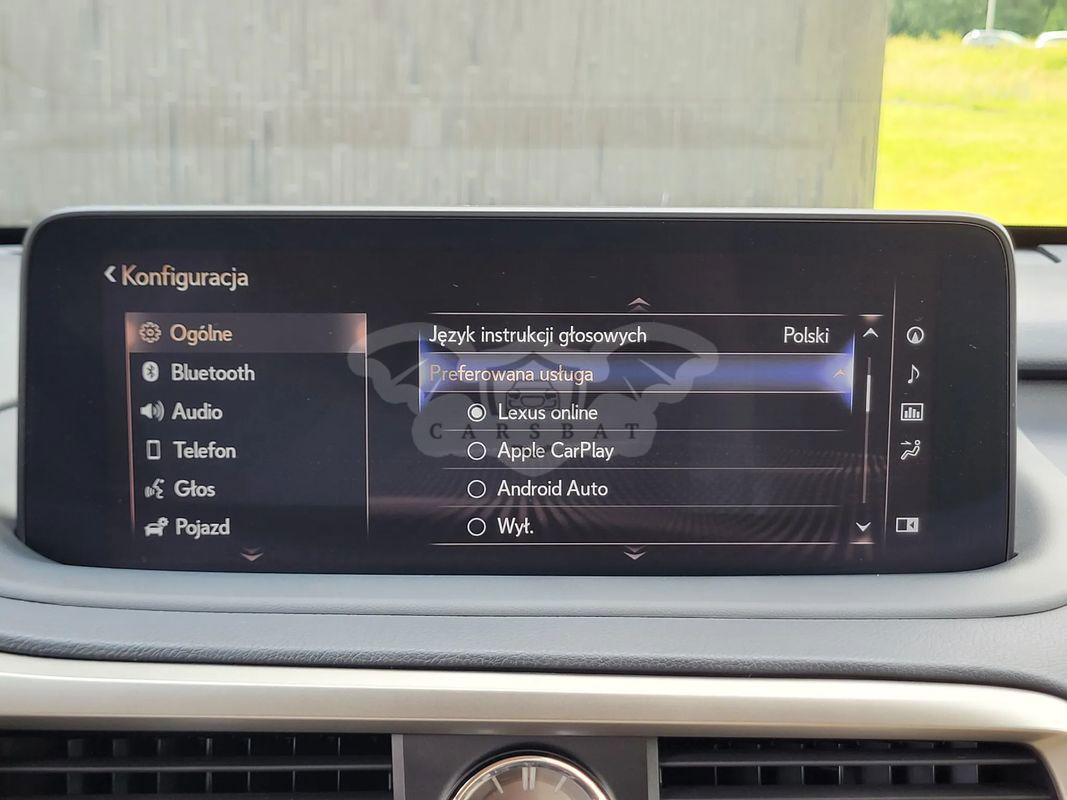 Konfiguracja
Ogólne
Bluetooth
Audio
Telefon
Głos
Pojazd
Język instrukcji głosowych Polski
Preferowana usługa
Lexus online
Apple CarPlay
Android Auto
Wył.
CARSBAT